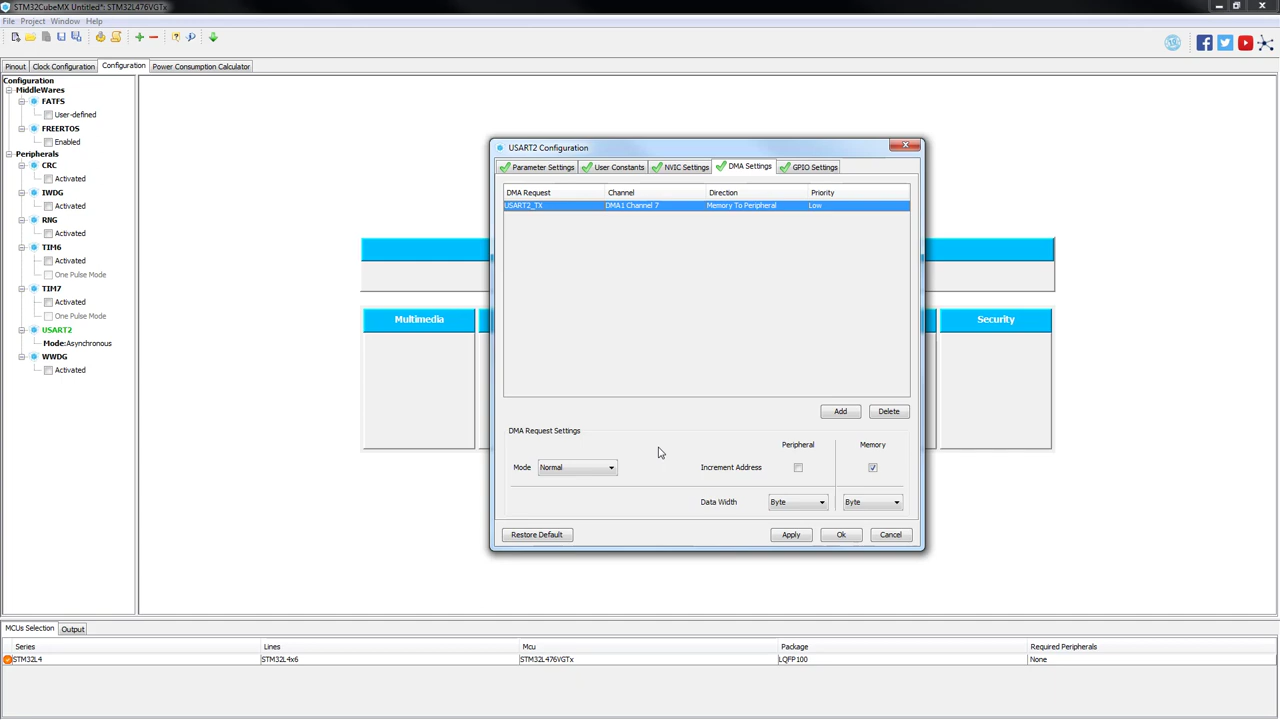 STM32CubeMX Untitled*: STM32L476VGTx
File Project Window Help
Pinout Clock Configuration Configuration Power Consumption Calculator
Configuration
MiddleWares
FATFS
User-defined
FREERTOS
Enabled
Peripherals
CRC
Activated
IWDG
Activated
RNG
Activated
TIM6
Activated
One Pulse Mode
TIM7
Activated
One Pulse Mode
USART2
Mode:Asynchronous
WWDG
Activated
Multimedia
Security
USART2 Configuration
Parameter Settings User Constants NVIC Settings DMA Settings GPIO Settings
DMA Request Channel Direction Priority
USART2_TX DMA1 Channel 7 Memory To Peripheral Low
Add Delete
DMA Request Settings
Peripheral Memory
Mode Normal Increment Address
Data Width Byte Byte
Restore Default Apply Ok Cancel
MCUs Selection Output
Series Lines Mcu Package Required Peripherals
STM32L4 STM32L4x6 STM32L476VGTx LQFP100 None